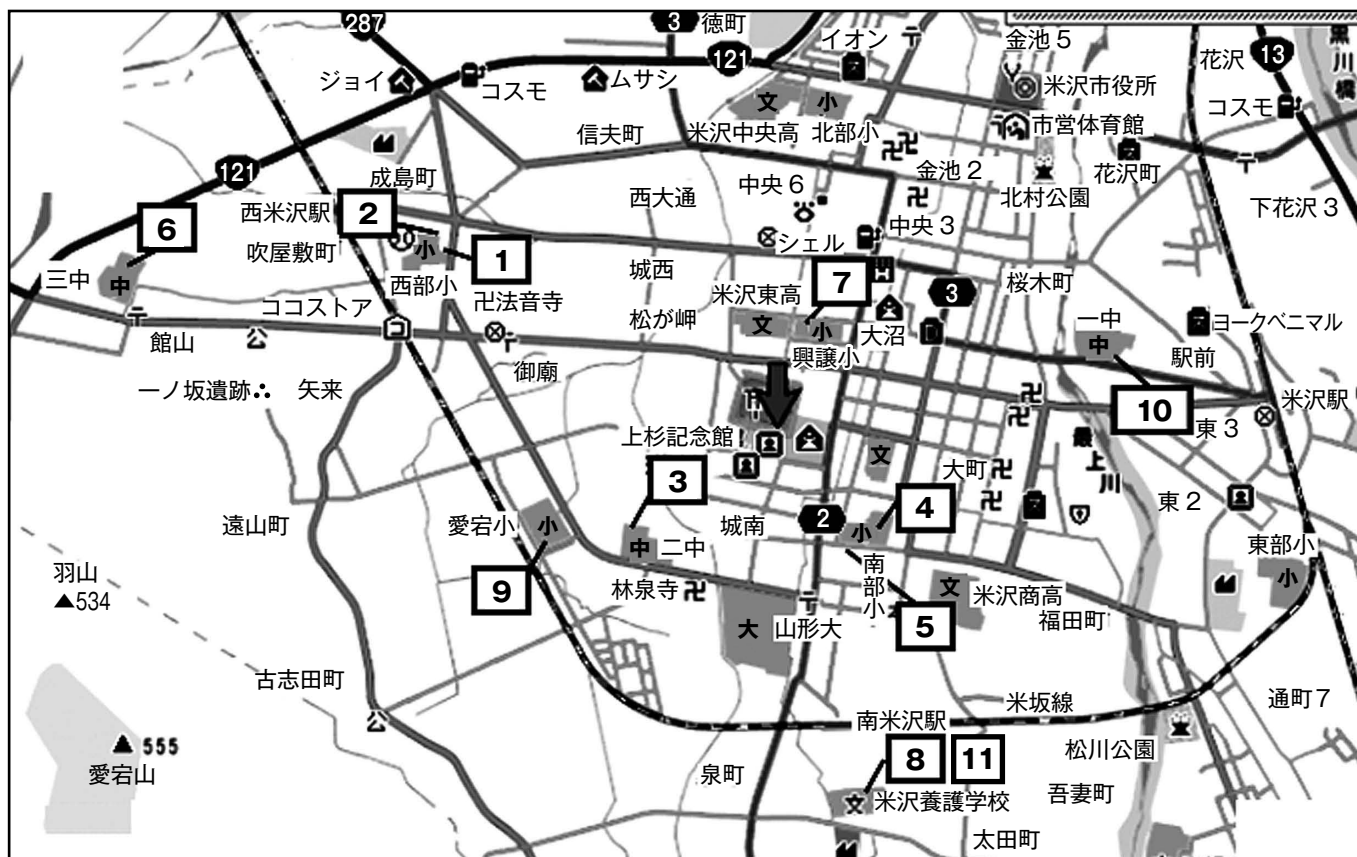 287
3
徳町
121
イオン
金池5
花沢
13
黒川橋
ジョイ
コスモ
ムサシ
米沢市役所
コスモ
文
小
信夫町
米沢中央高
北部小
市営体育館
121
成島町
金池2
花沢町
中央6
北村公園
西大通
下花沢3
6
西米沢駅
2
シェル
中央3
三中
中
吹屋敷町
小
1
城西
7
桜木町
西部小
卍法音寺
米沢東高
3
ココストア
松が岬
文
小
大沼
一中
中
ヨークベニマル
館山
公
興譲小
駅前
御廟
一ノ坂遺跡
矢来
10
米沢駅
東3
上杉記念館
3
文
大町
最上川
4
東2
遠山町
愛宕小
小
城南
2
小
中
二中
東部小
小
羽山
▲534
9
林泉寺
南部小
文
米沢商高
5
福田町
大
山形大
古志田町
公
米坂線
通町7
南米沢駅
▲555
愛宕山
8
11
松川公園
泉町
吾妻町
文
米沢養護学校
太田町